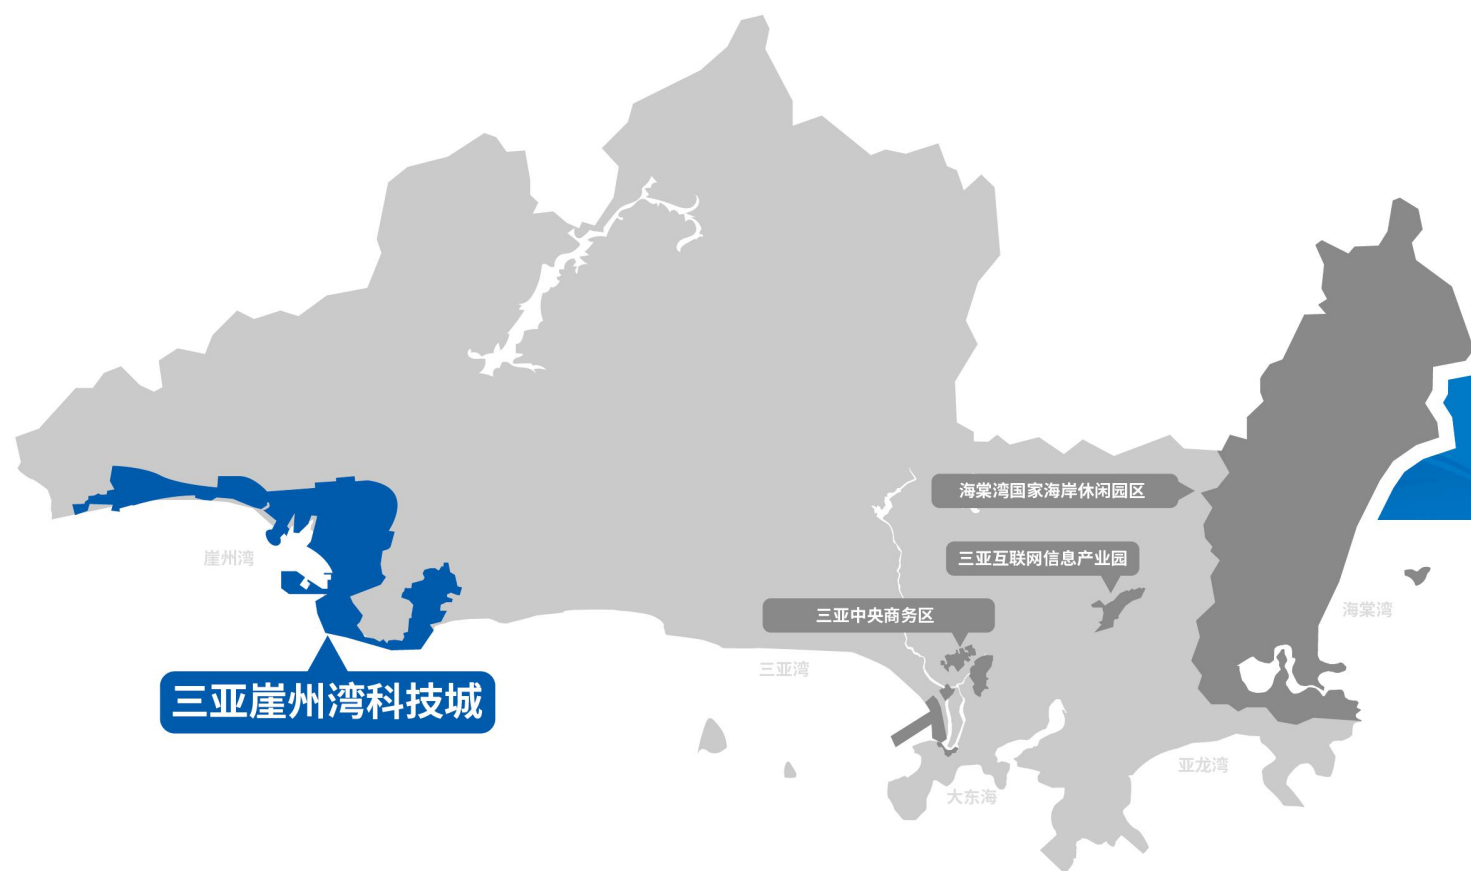 海棠湾国家海岸休闲园区
三亚互联网信息产业园
崖州湾
三亚中央商务区
海棠湾
三亚湾
三亚崖州湾科技城
亚龙湾
大东海